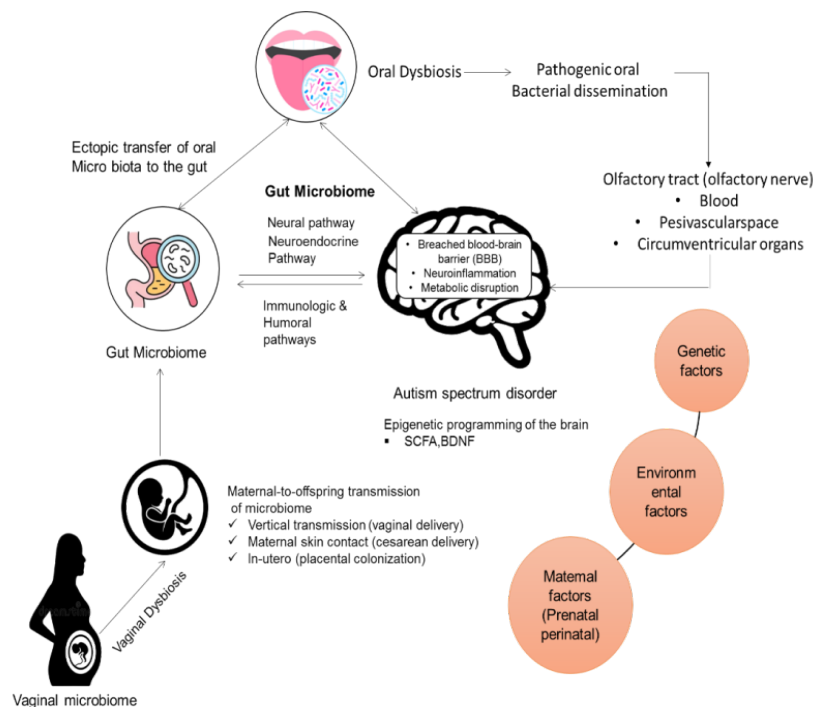 Oral Dysbiosis
Pathogenic oral
Bacterial dissemination
Ectopic transfer of oral
Micro biota to the gut
Olfactory tract (olfactory nerve)
• Blood
• Pesivascularspace
• Circumventricular organs
Gut Microbiome
Neural pathway
Neuroendocrine
Pathway
Immunologic &
Humoral
pathways
• Breached blood-brain
barrier (BBB)
• Neuroinflammation
• Metabolic disruption
Gut Microbiome
Autism spectrum disorder
Epigenetic programming of the brain
▪ SCFA,BDNF
Genetic
factors
Environm
ental
factors
Maternal
factors
(Prenatal
perinatal)
Maternal-to-offspring transmission
of microbiome
✓ Vertical transmission (vaginal delivery)
✓ Maternal skin contact (cesarean delivery)
✓ In-utero (placental colonization)
Vaginal Dysbiosis
Vaginal microbiome